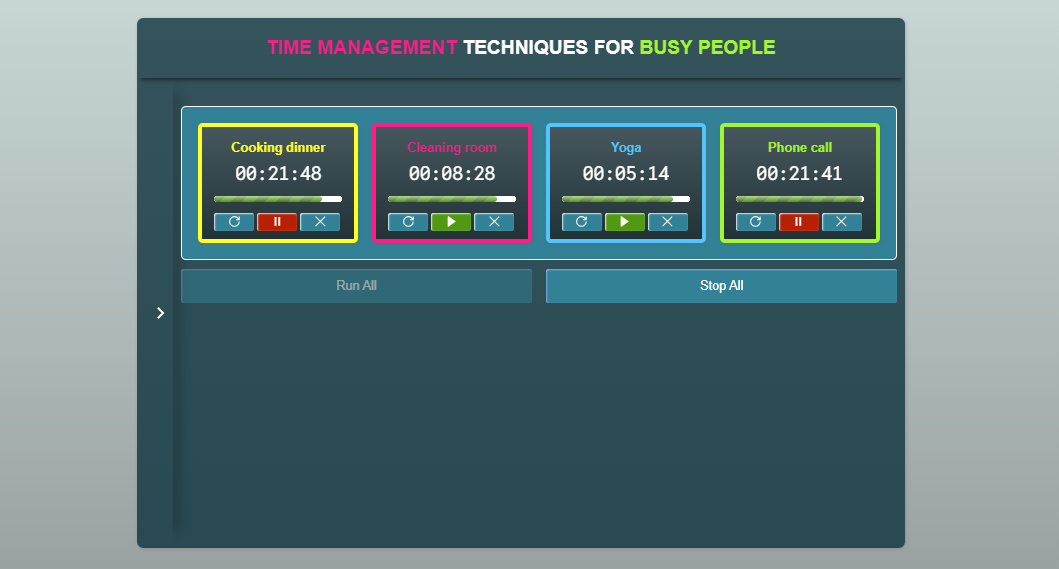 TIME MANAGEMENT TECHNIQUES FOR BUSY PEOPLE
Cooking dinner
00:21:48
Cleaning room
00:08:28
Yoga
00:05:14
Phone call
00:21:41
Run All
Stop All